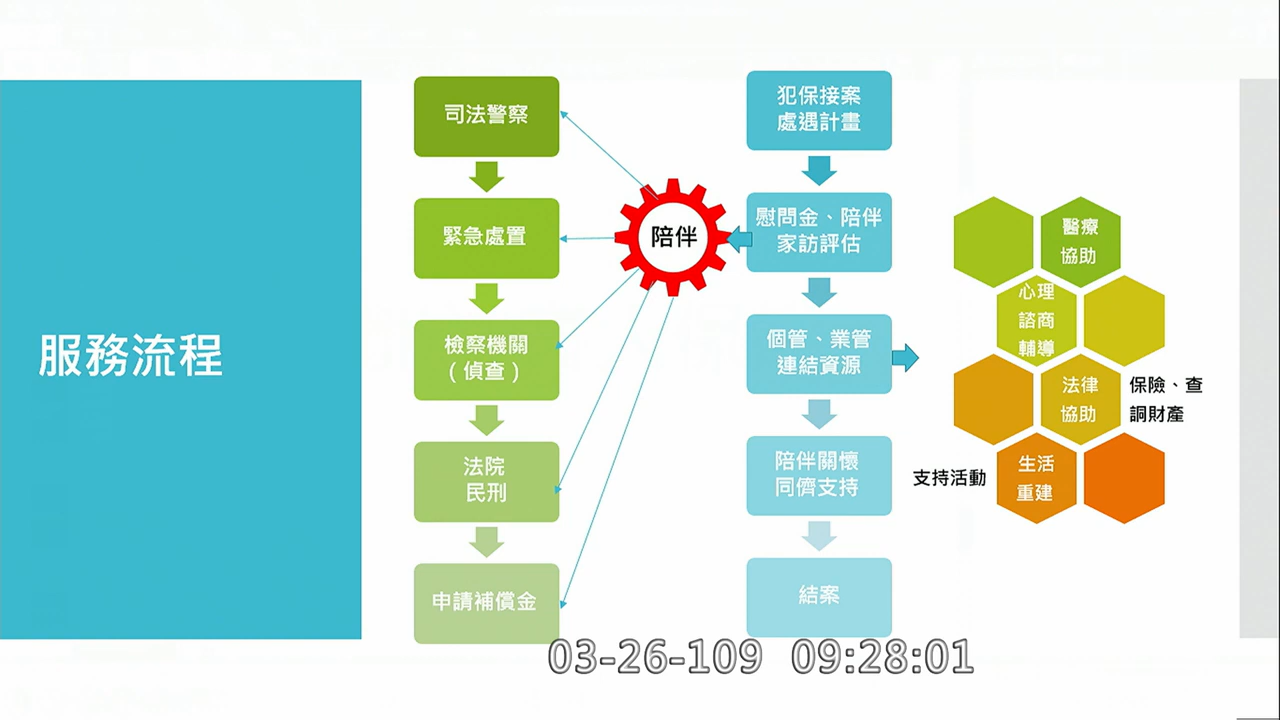 服務流程
司法警察
緊急處置
檢察機關
（偵查）
法院
民刑
申請補償金
陪伴
犯保接案
處遇計畫
慰問金、陪伴
家訪評估
個管、業管
連結資源
陪伴關懷
同儕支持
結案
醫療
協助
心理
諮商
輔導
法律
協助
保險、查
詷財產
生活
重建
支持活動
03-26-109 09:28:01